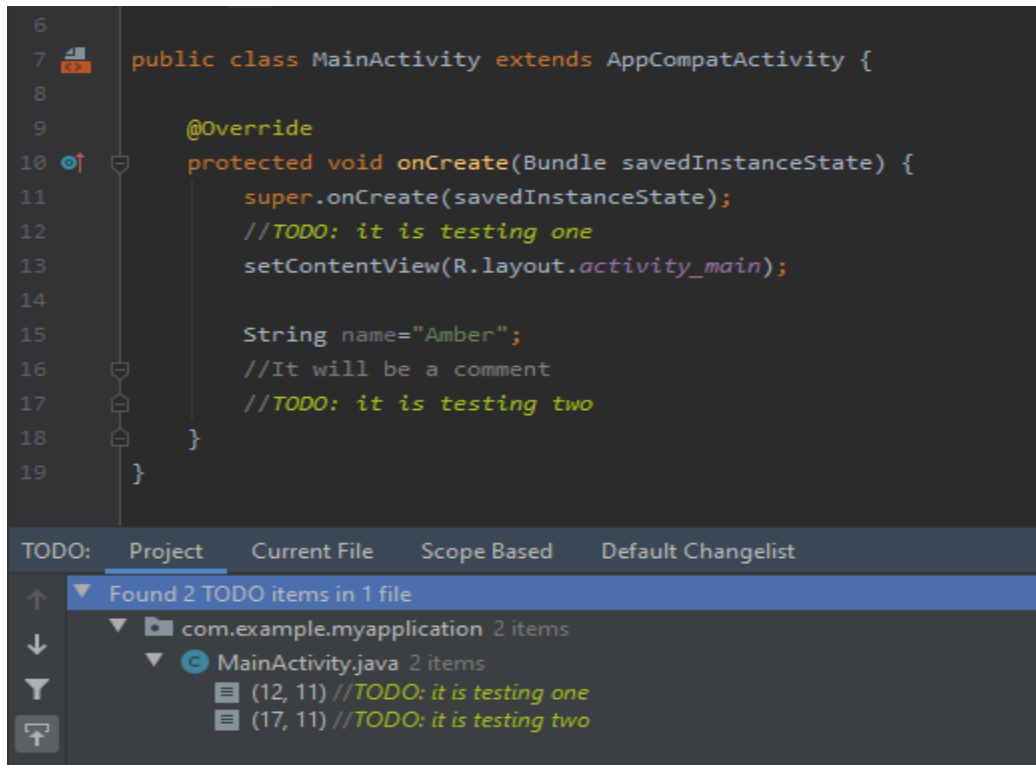 6
7 public class MainActivity extends AppCompatActivity {
8
9 @Override
10 protected void onCreate(Bundle savedInstanceState) {
11 super.onCreate(savedInstanceState);
12 //TODO: it is testing one
13 setContentView(R.layout.activity_main);
14
15 String name="Amber";
16 //It will be a comment
17 //TODO: it is testing two
18 }
19 }
TODO: Project Current File Scope Based Default Changelist
Found 2 TODO items in 1 file
com.example.myapplication 2 items
C MainActivity.java 2 items
(12, 11) //TODO: it is testing one
(17, 11) //TODO: it is testing two